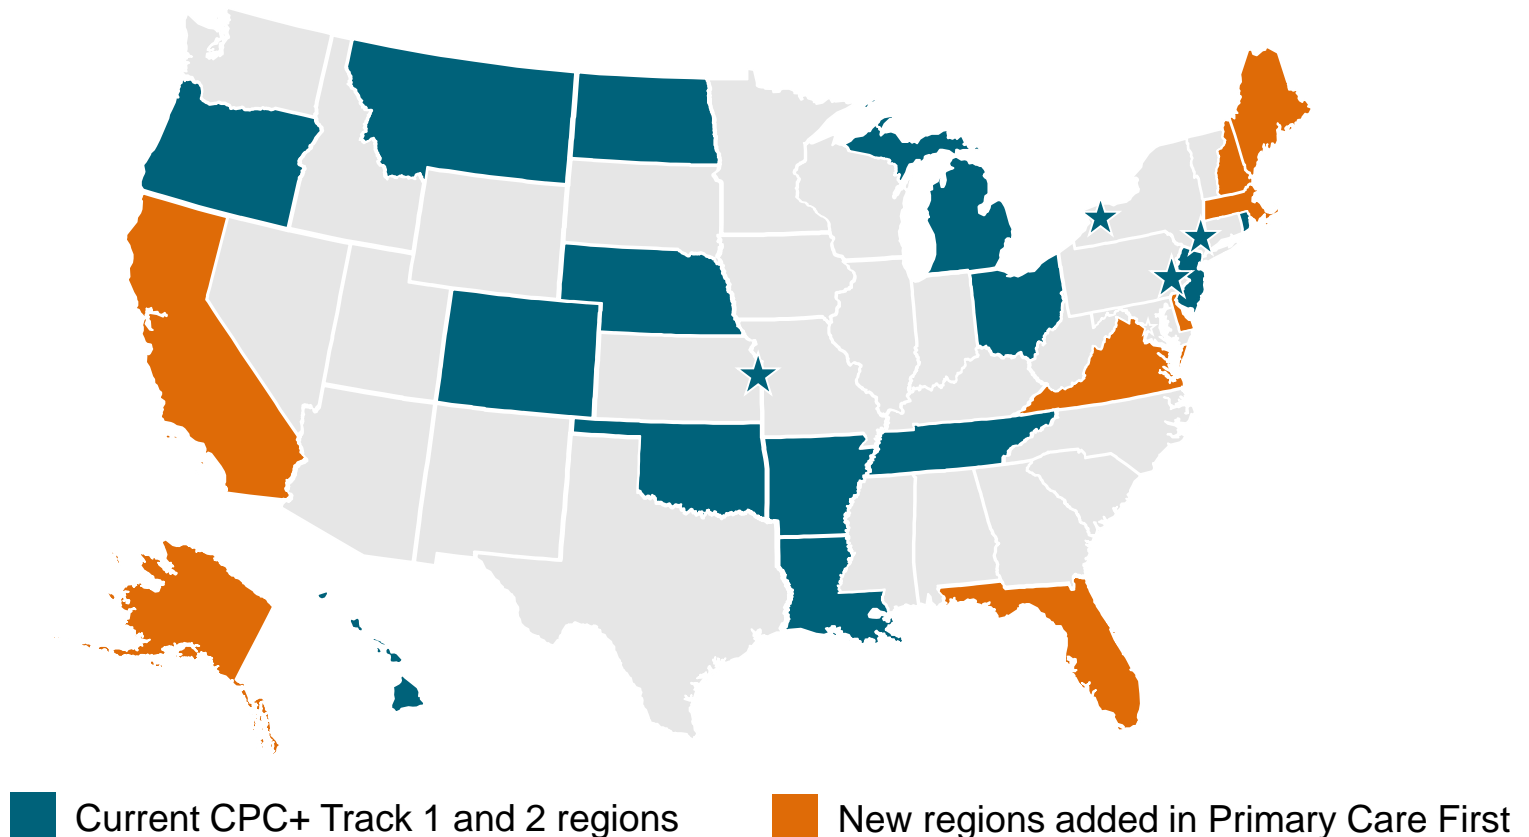 Current CPC+ Track 1 and 2 regions
New regions added in Primary Care First